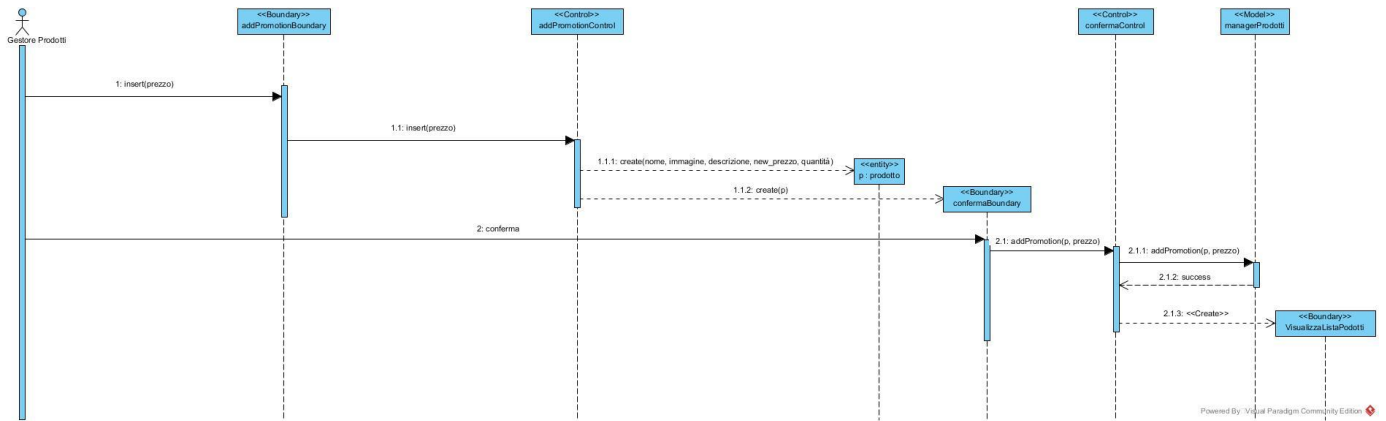 <<Boundary>>
addPromotionBoundary
<<Control>>
addPromotionControl
<<Control>>
confermaControl
<<Model>>
managerProdotti
Gestore Prodotti
1: insert(prezzo)
1.1: insert(prezzo)
1.1.1: create(nome, immagine, descrizione, new_prezzo, quantità)
<<entity>>
p : prodotto
1.1.2: create(p)
<<Boundary>>
confermaBoundary
2: conferma
2.1: addPromotion(p, prezzo)
2.1.1: addPromotion(p, prezzo)
2.1.2: success
2.1.3: <<Create>>
<<Boundary>>
VisualizzaListaPodotti
Powered By: Visual Paradigm Community Edition